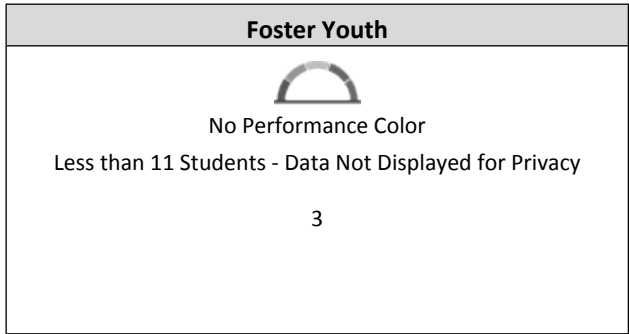 Foster Youth
No Performance Color
Less than 11 Students - Data Not Displayed for Privacy
3